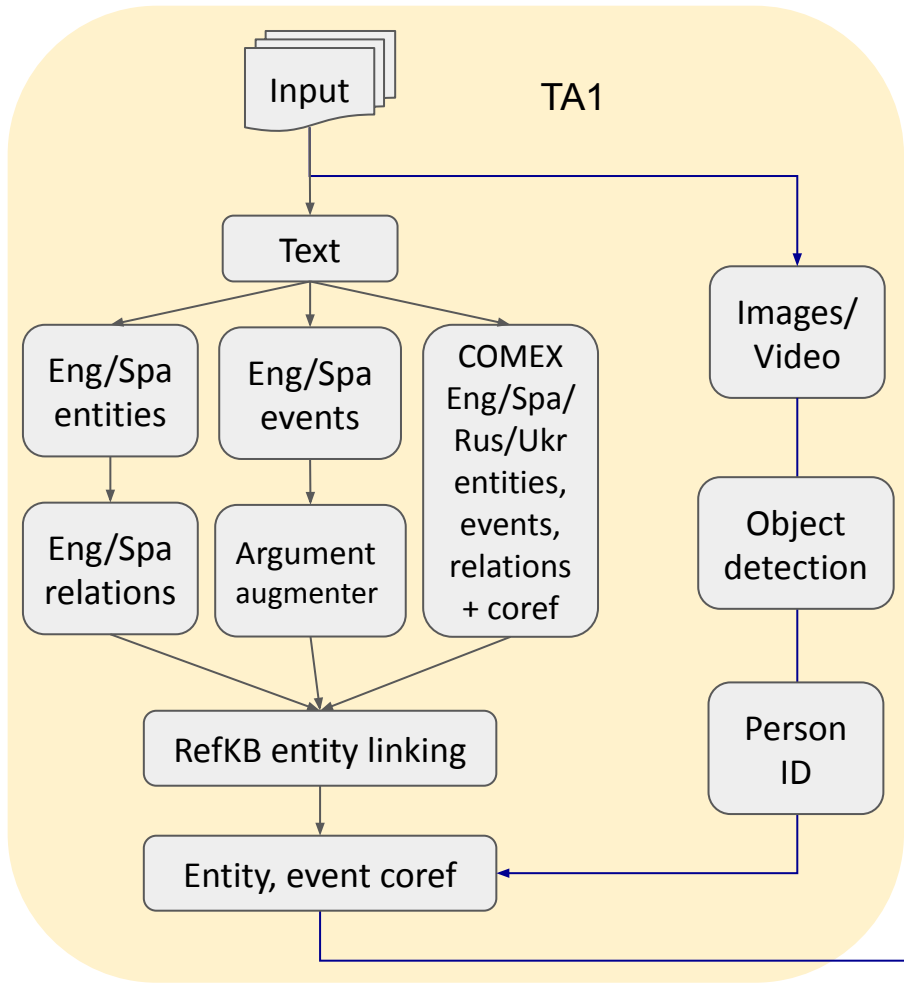 Input
TA1
Text
Images/
Video
Eng/Spa
entities
Eng/Spa
events
COMEX
Eng/Spa/
Rus/Ukr
entities,
events,
relations
+ coref
Eng/Spa
relations
Argument
augmenter
Object
detection
RefKB entity linking
Person
ID
Entity, event coref